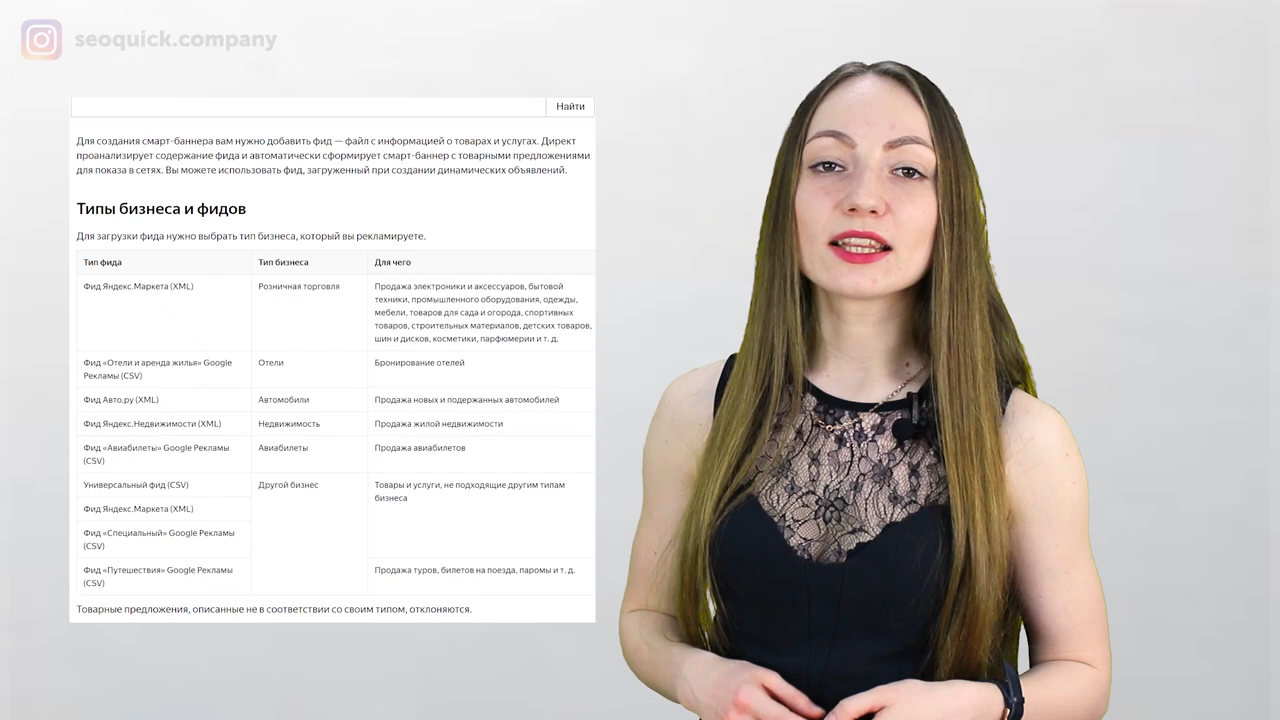 seoquick.company
Найти
Для создания смарт-баннера вам нужно добавить фид — файл с информацией о товарах и услугах. Директ
проанализирует содержание фида и автоматически сформирует смарт-баннер с товарными предложениями
для показа в сетях. Вы можете использовать фид, загруженный при создании динамических объявлений.
Типы бизнеса и фидов
Для загрузки фида нужно выбрать тип бизнеса, который вы рекламируете.
Тип фида Тип бизнеса Для чего
Фид Яндекс.Маркета (XML) Розничная торговля Продажа электроники и аксессуаров, бытовой
техники, промышленного оборудования, одежды,
мебели, товаров для сада и огорода, спортивных
товаров, строительных материалов, детских товаров,
шин и дисков, косметики, парфюмерии и т. д.
Фид «Отели и аренда жилья» Google Отели Бронирование отелей
Рекламы (CSV)
Фид Авто.ру (XML) Автомобили Продажа новых и подержанных автомобилей
Фид Яндекс.Недвижимости (XML) Недвижимость Продажа жилой недвижимости
Фид «Авиабилеты» Google Рекламы Авиабилеты Продажа авиабилетов
(CSV)
Универсальный фид (CSV) Другой бизнес Товары и услуги, не подходящие другим типам
бизнеса
Фид Яндекс.Маркета (XML)
Фид «Специальный» Google Рекламы
(CSV)
Фид «Путешествия» Google Рекламы Продажа туров, билетов на поезда, паромы и т. д.
(CSV)
Товарные предложения, описанные не в соответствии со своим типом, отклоняются.